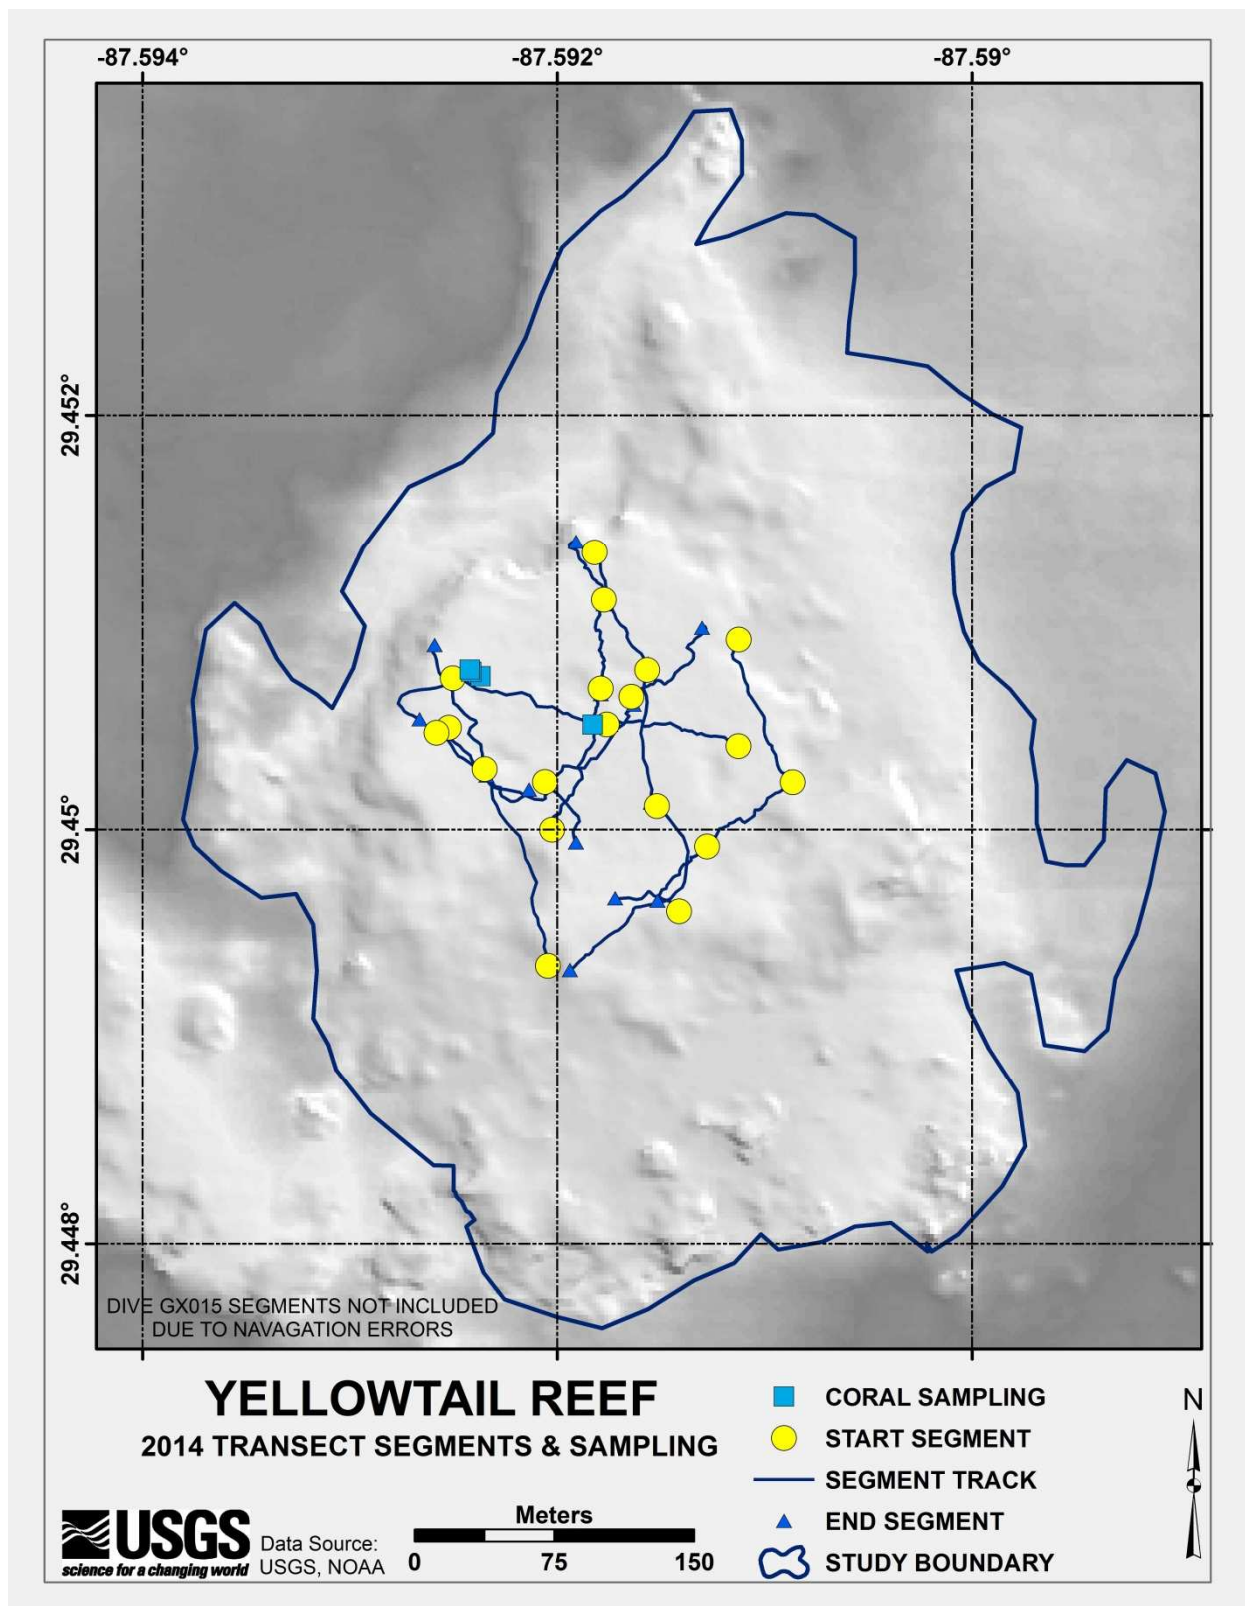 -87.594°
-87.592°
-87.59°
29.452°
29.45°
29.448°
DIVE GX015 SEGMENTS NOT INCLUDED
DUE TO NAVAGATION ERRORS
YELLOWTAIL REEF
2014 TRANSECT SEGMENTS & SAMPLING
USGS
science for a changing world
Data Source:
USGS, NOAA
Meters
0 75 150
CORAL SAMPLING
START SEGMENT
SEGMENT TRACK
END SEGMENT
STUDY BOUNDARY
N